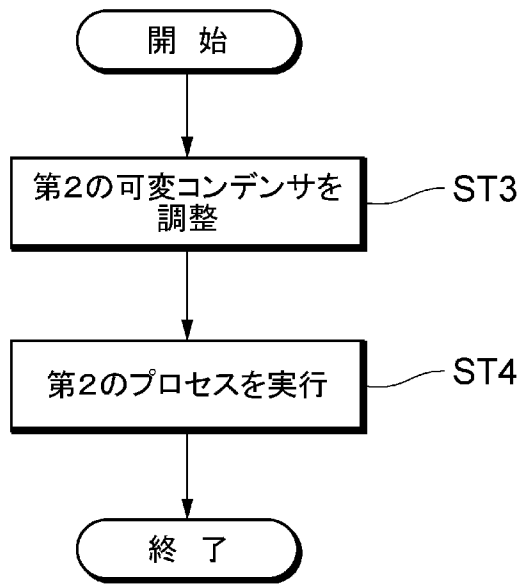 開 始
第２の可変コンデンサを
調整
ST3
第２のプロセスを実行
ST4
終 了